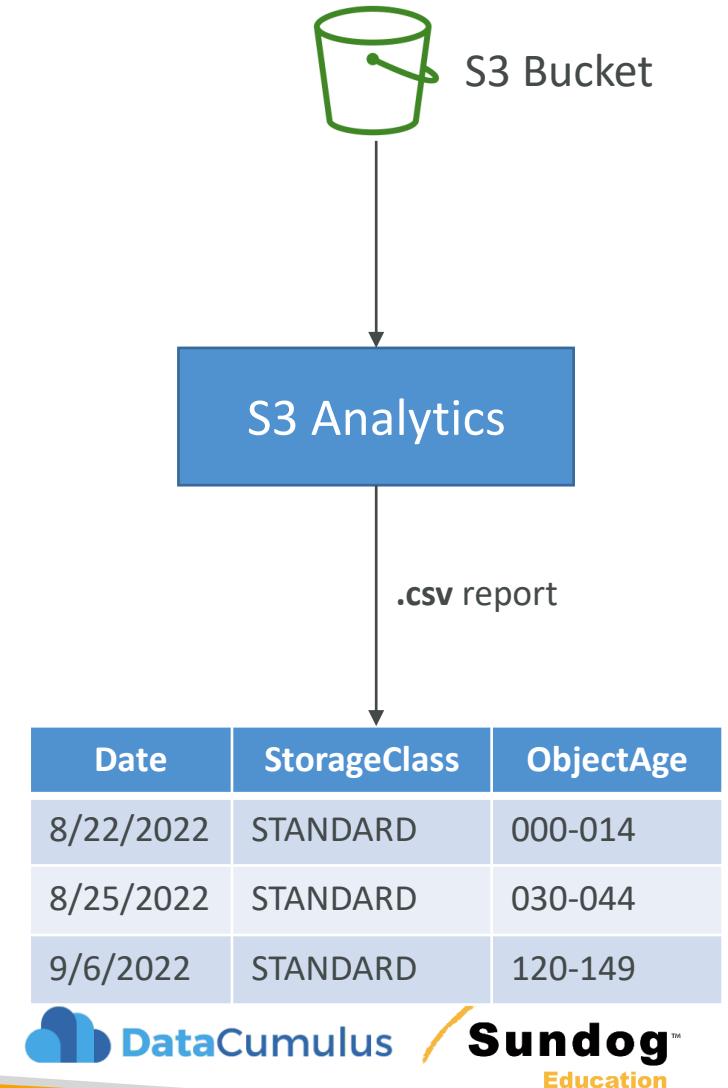 S3 Bucket
S3 Analytics
.csv report
Date StorageClass ObjectAge
8/22/2022 STANDARD 000-014
8/25/2022 STANDARD 030-044
9/6/2022 STANDARD 120-149
DataCumulus Sundog™
Education